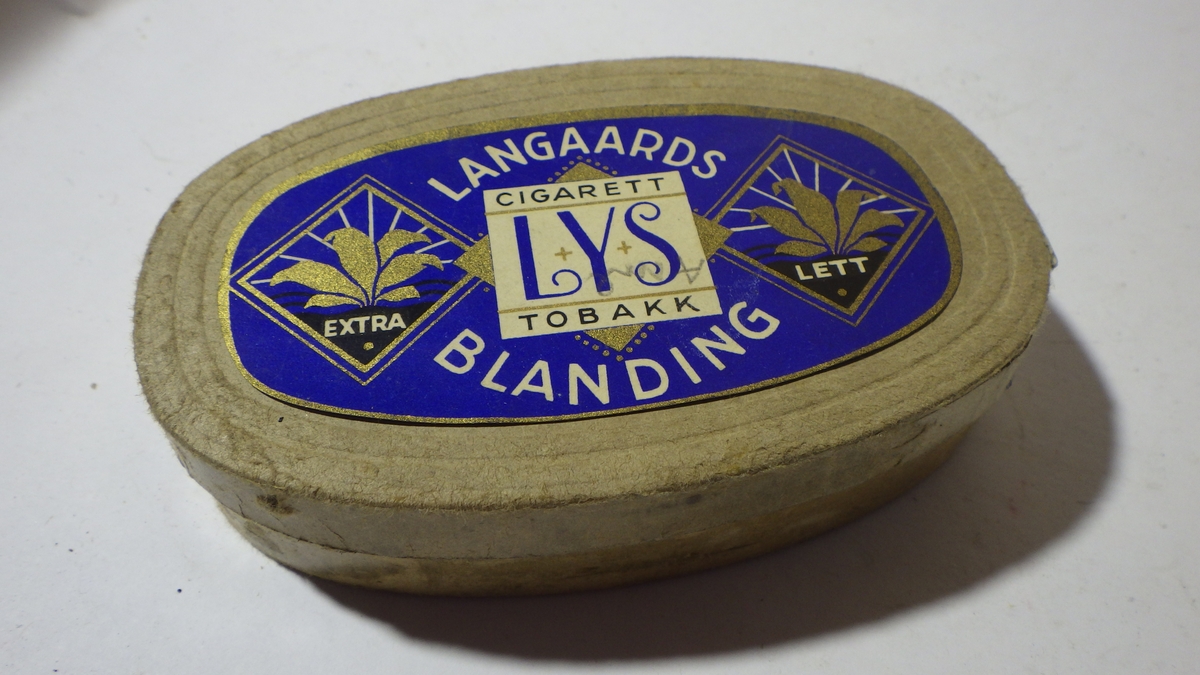 LANGAARDS
CIGARETT
LYS
TOBAKK
EXTRA
LETT
BLANDING